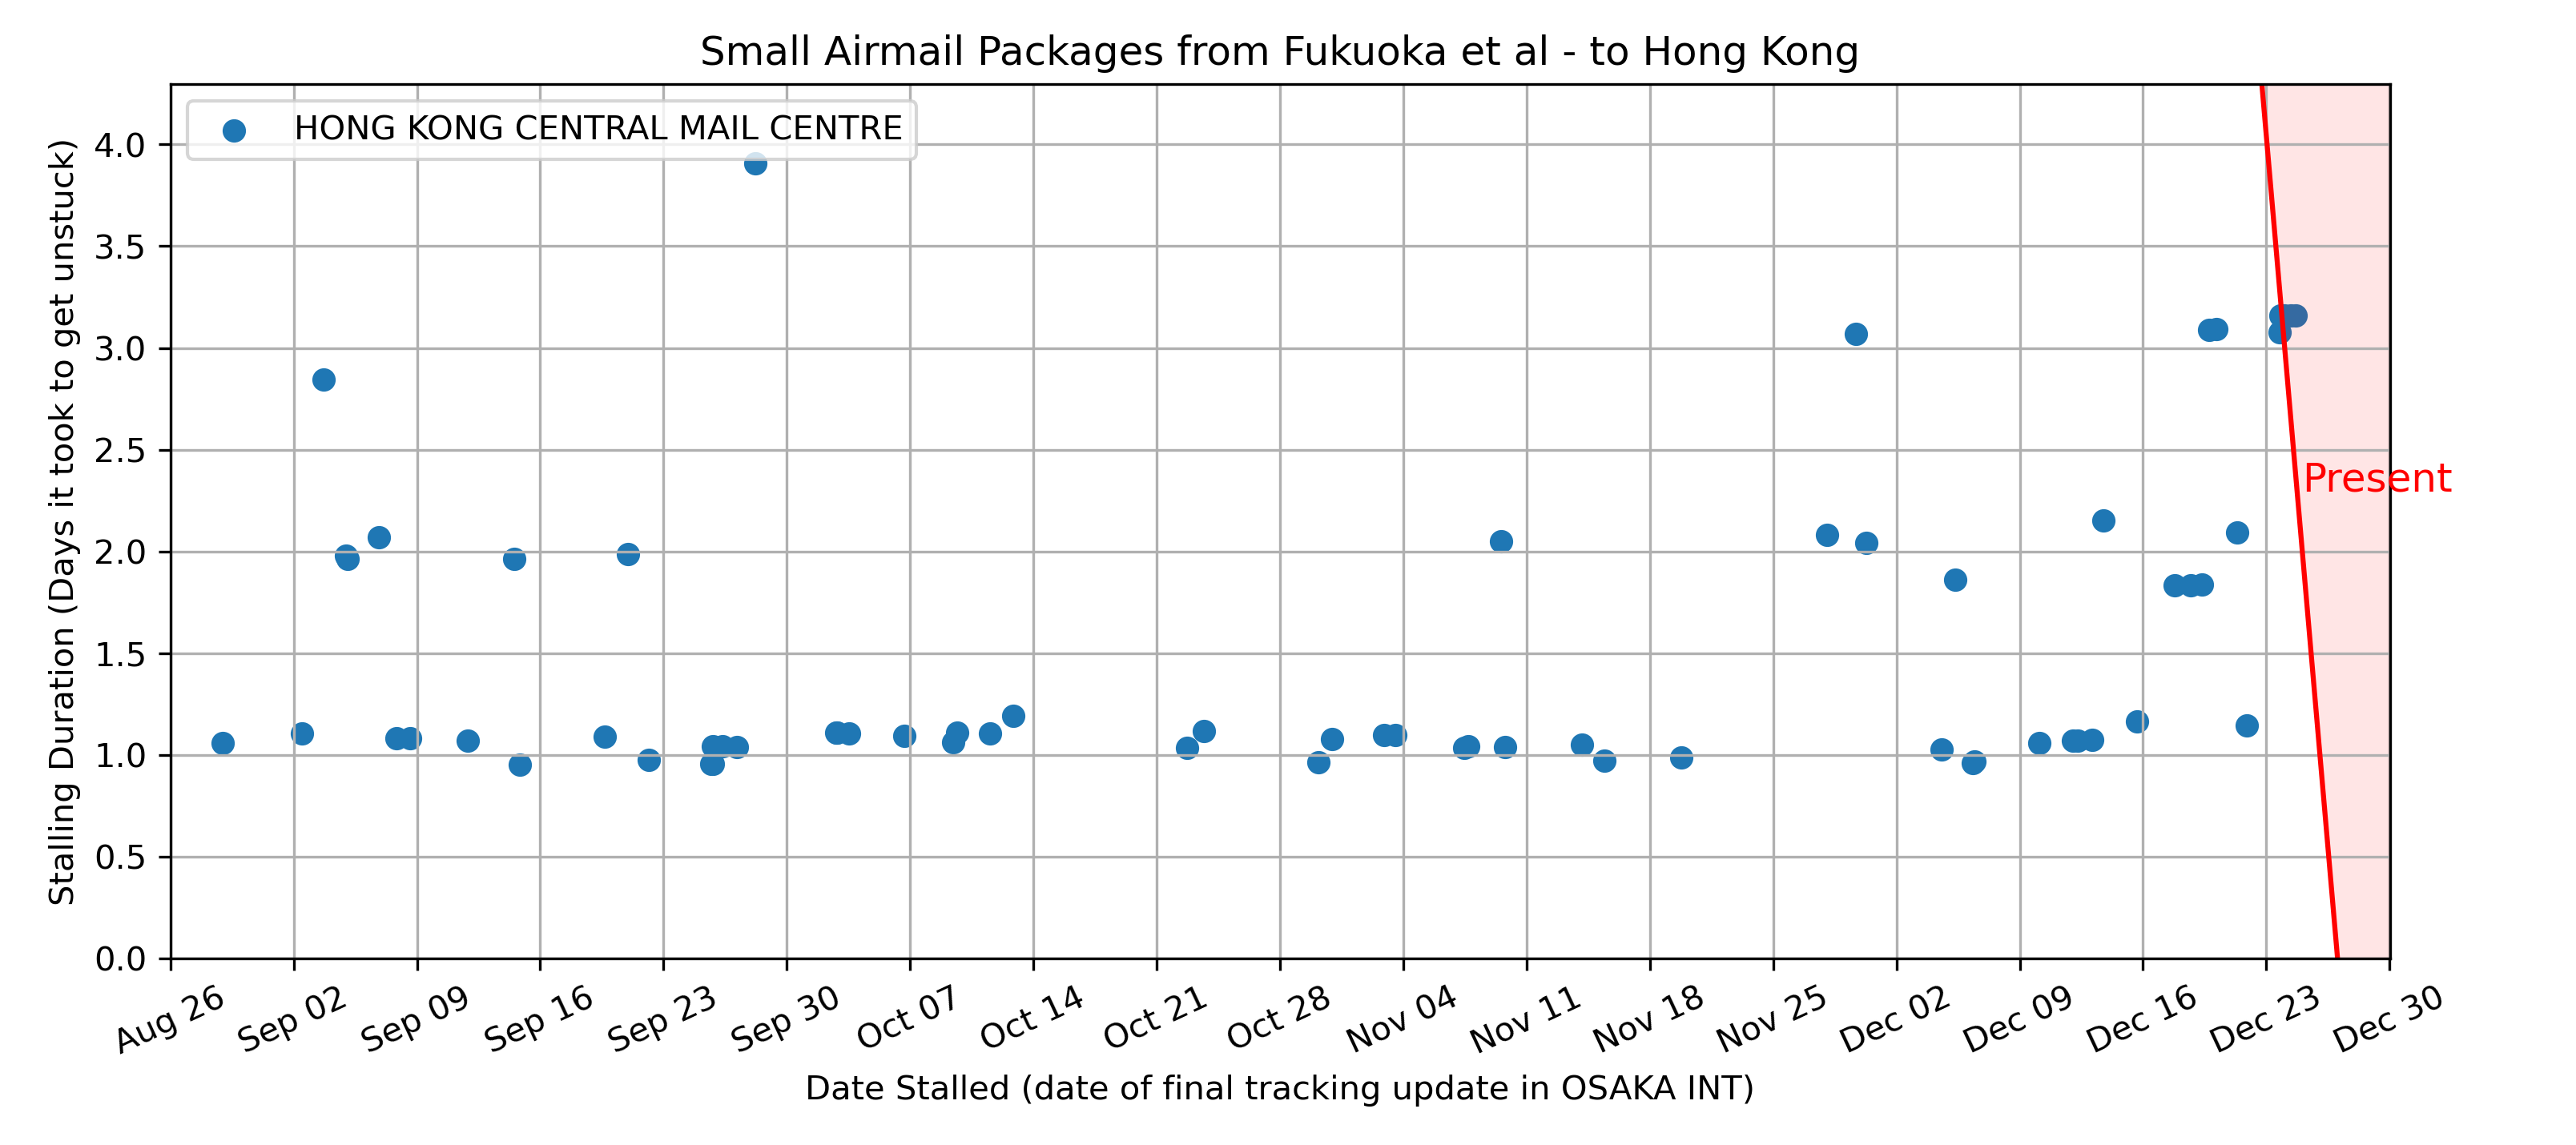 Small Airmail Packages from Fukuoka et al - to Hong Kong
HONG KONG CENTRAL MAIL CENTRE
Stalling Duration (Days it took to get unstuck)
4.0
3.5
3.0
2.5
2.0
1.5
1.0
0.5
0.0
Present
Aug 26 Sep 02 Sep 09 Sep 16 Sep 23 Sep 30 Oct 07 Oct 14 Oct 21 Oct 28 Nov 04 Nov 11 Nov 18 Nov 25 Dec 02 Dec 09 Dec 16 Dec 23 Dec 30
Date Stalled (date of final tracking update in OSAKA INT)